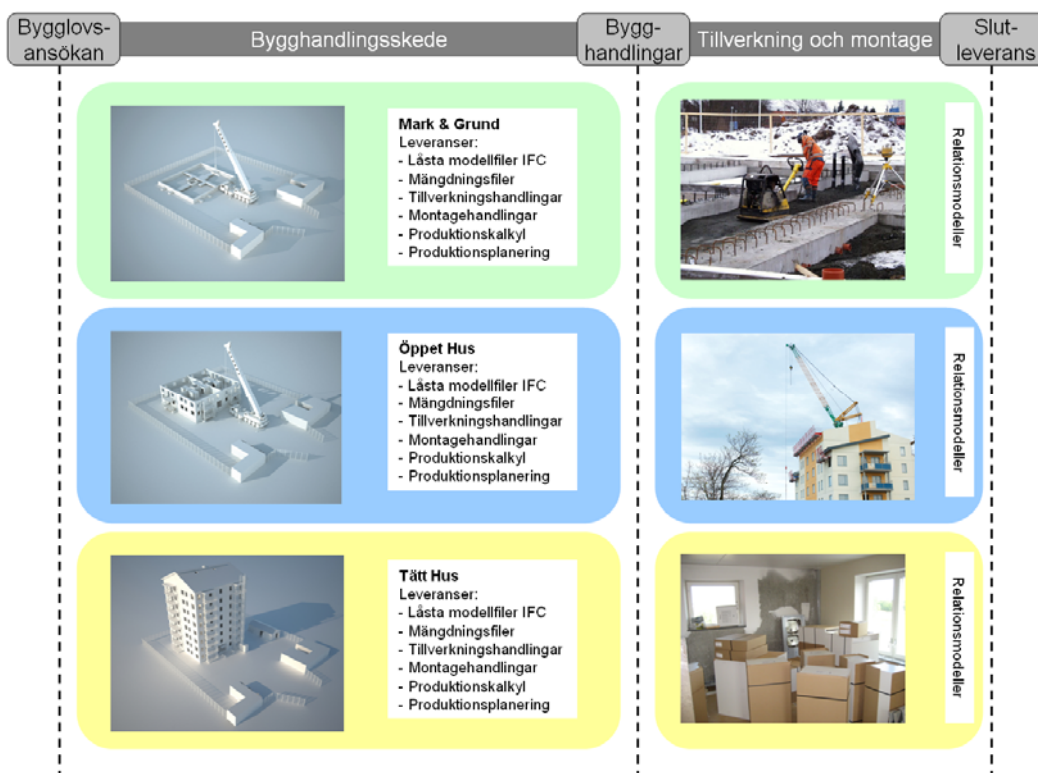 Bygglovs-
ansökan
Bygghandlingsskede
Bygg-
handlingar
Tillverkning och montage
Slut-
leverans
Mark & Grund
Leveranser:
- Låsta modellfiler IFC
- Mängdningsfiler
- Tillverkningshandlingar
- Montagehandlingar
- Produktionskalkyl
- Produktionsplanering
Relationsmodeller
Öppet Hus
Leveranser:
- Låsta modellfiler IFC
- Mängdningsfiler
- Tillverkningshandlingar
- Montagehandlingar
- Produktionskalkyl
- Produktionsplanering
Relationsmodeller
Tätt Hus
Leveranser:
- Låsta modellfiler IFC
- Mängdningsfiler
- Tillverkningshandlingar
- Montagehandlingar
- Produktionskalkyl
- Produktionsplanering
Relationsmodeller